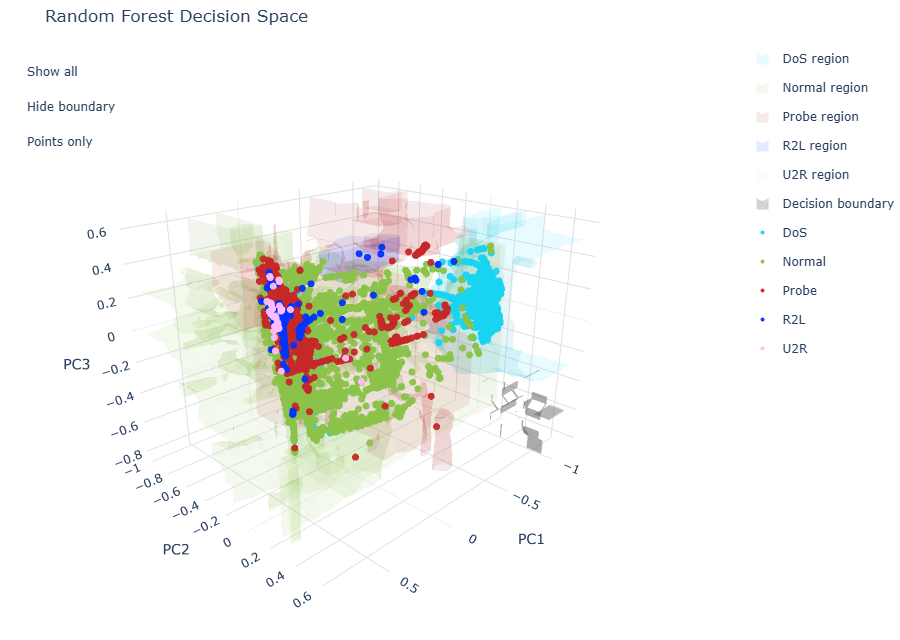 Random Forest Decision Space
Show all
Hide boundary
Points only
DoS region
Normal region
Probe region
R2L region
U2R region
Decision boundary
DoS
Normal
Probe
R2L
U2R
0.6
0.4
0.2
0
−0.2
−0.4
−0.6
−0.8
PC3
−1
−0.8
−0.6
−0.4
−0.2
0
0.2
0.4
0.6
PC2
−1
−0.5
0
0.5
PC1